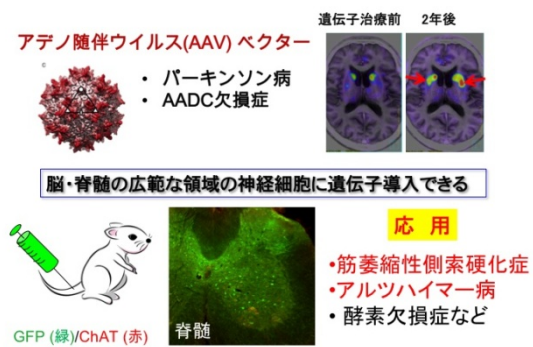 アデノ随伴ウイルス(AAV) ベクター
©
• パーキンソン病
• AADC欠損症
遺伝子治療前 2年後
脳・脊髄の広範な領域の神経細胞に遺伝子導入できる
GFP (緑)/ChAT (赤)
脊髄
応 用
•筋萎縮性側索硬化症
•アルツハイマー病
• 酵素欠損症など